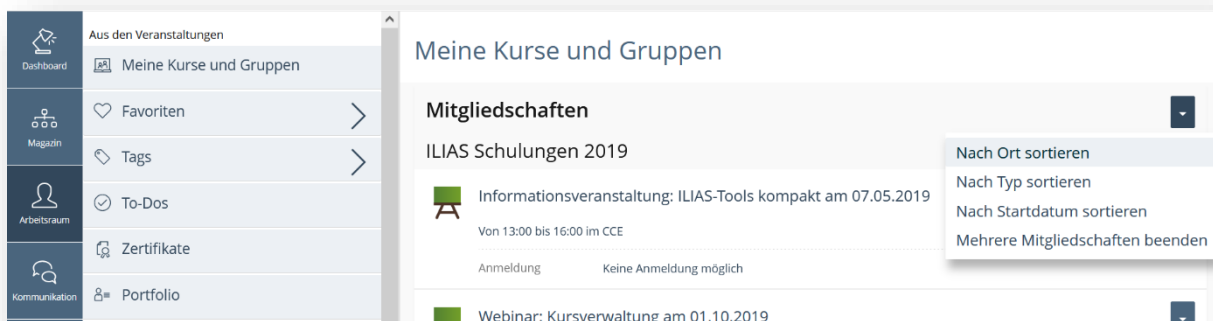 Dashboard
Magazin
Arbeitsraum
Kommunikation
Aus den Veranstaltungen
Meine Kurse und Gruppen
Favoriten
Tags
To-Dos
Zertifikate
Portfolio
Meine Kurse und Gruppen
Mitgliedschaften
ILIAS Schulungen 2019
Informationsveranstaltung: ILIAS-Tools kompakt am 07.05.2019
Von 13:00 bis 16:00 im CCE
Anmeldung Keine Anmeldung möglich
Webinar: Kursverwaltung am 01.10.2019
Nach Ort sortieren
Nach Typ sortieren
Nach Startdatum sortieren
Mehrere Mitgliedschaften beenden